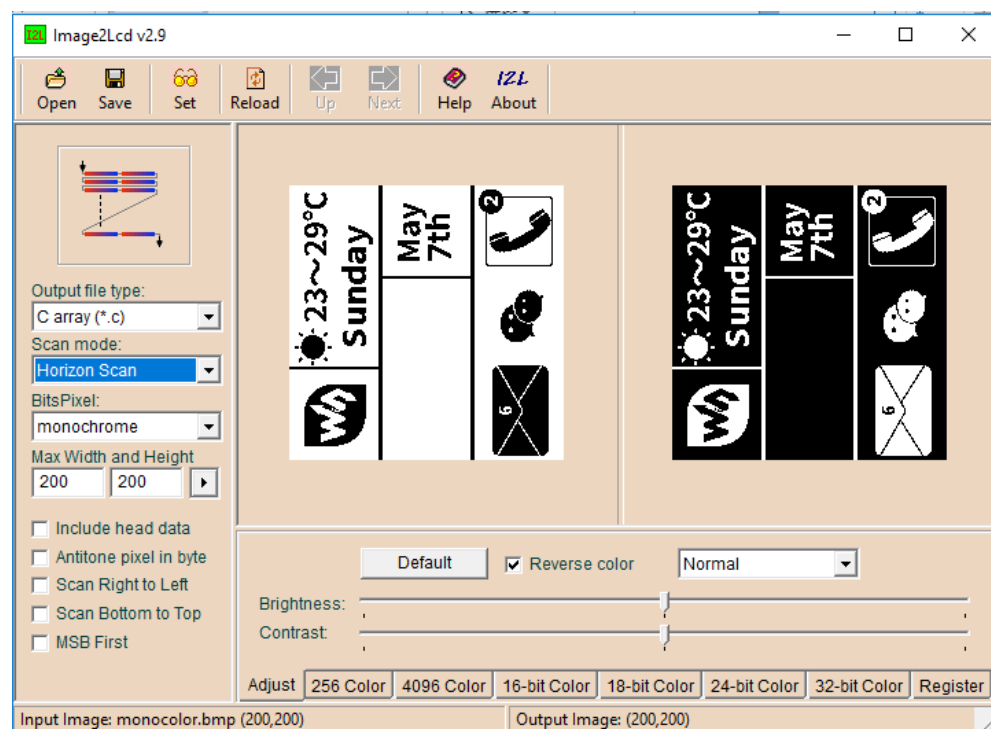 I2L Image2Lcd v2.9
Open Save Set Reload Up Next Help About
I2L
Output file type:
C array (*.c)
Scan mode:
Horizon Scan
BitsPixel:
monochrome
Max Width and Height
200 200
Include head data
Antitone pixel in byte
Scan Right to Left
Scan Bottom to Top
MSB First
23～29°C
Sunday
May
7th
2
6
23～29°C
Sunday
May
7th
2
6
Default Reverse color Normal
Brightness:
Contrast:
Adjust 256 Color 4096 Color 16-bit Color 18-bit Color 24-bit Color 32-bit Color Register
Input Image: monocolor.bmp (200,200) Output Image: (200,200)